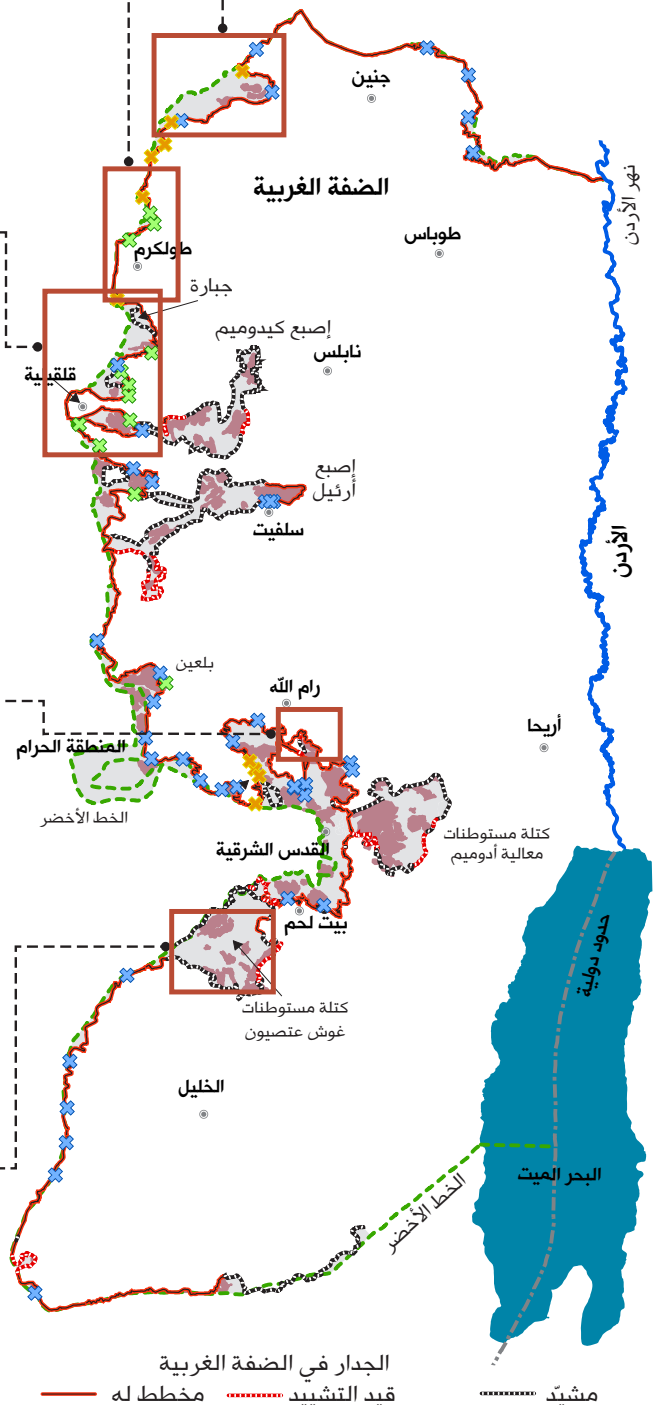 جنين
نهر الأردن
الضفة الغربية
طوباس
طولكرم
جبارة
إصبع كيدوميم
نابلس
قلقيلية
إصبع
أرئيل
سلفيت
الأردن
بلعين
رام الله
أريحا
المنطقة الحرام
الخط الأخضر
كتلة مستوطنات
معالية أدوميم
القدس الشرقية
بيت لحم
حدود دولية
كتلة مستوطنات
غوش عتصيون
الخليل
البحر الميت
الخط الأخضر
الجدار في الضفة الغربية
مشيّد
قيد التشييد
مخطط له